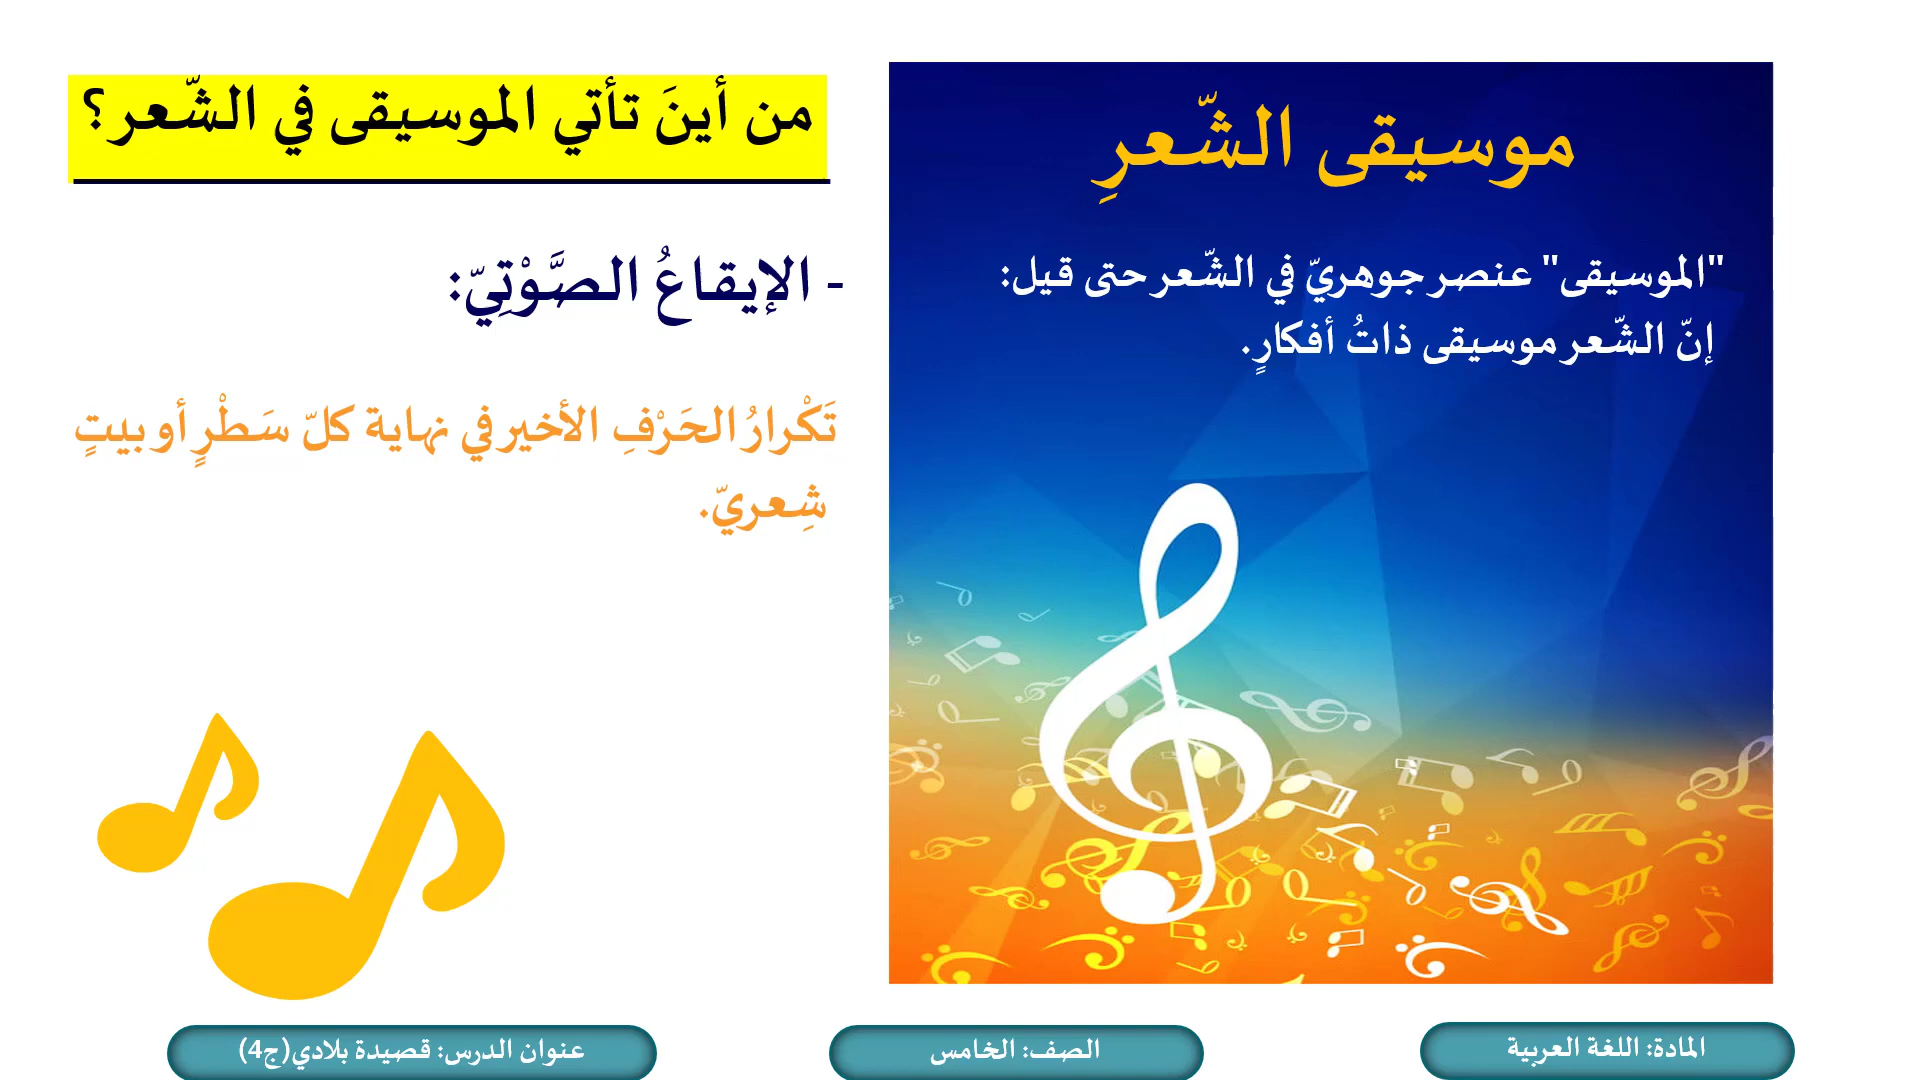 موسيقى الشّعرِ
"الموسيقى" عنصر جوهريّ في الشّعر حتى قيل:
إنّ الشّعر موسيقى ذاتُ أفكارٍ.
من أينَ تأتي الموسيقى في الشّعر؟
- الإيقاعُ الصَّوْتِيّ:
تَكْرارُ الحَرْفِ الأخير في نهاية كلّ سَطْرٍ أو بيتٍ
شِعريّ.
المادة: اللغة العربية
الصف: الخامس
عنوان الدرس: قصيدة بلادي(ج4)